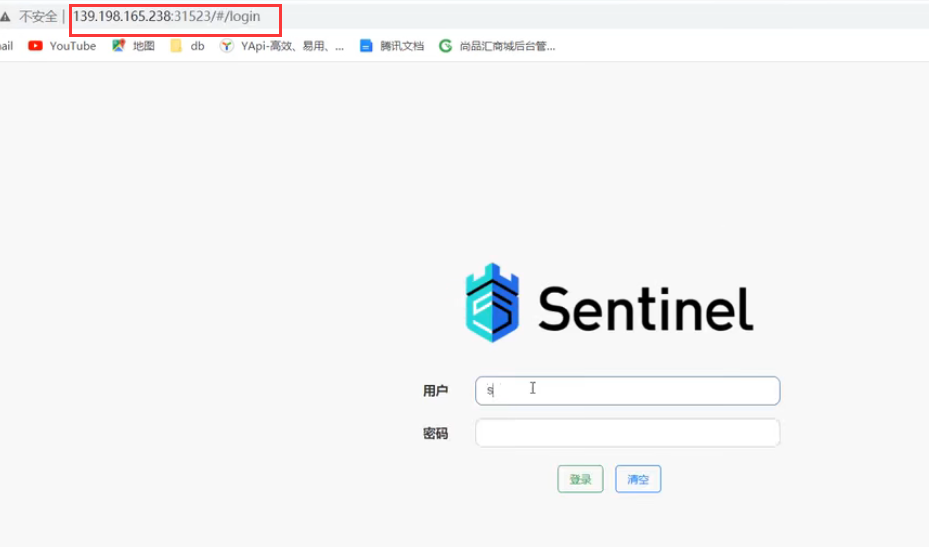 不安全 | 139.198.165.238:31523/#/login
ail YouTube 地图 db YApi-高效、易用、... 腾讯文档 尚品汇商城后台管...
Sentinel
用户 s
密码
登录 清空